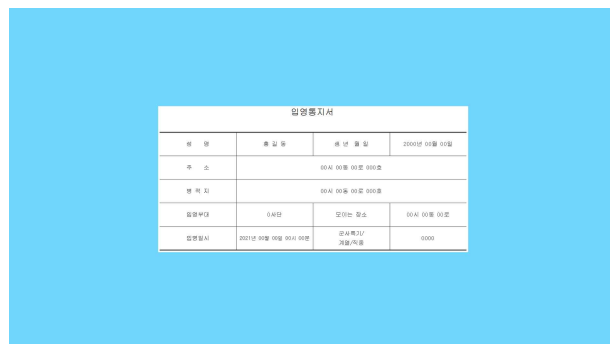 입영통지서
성 명 홍 길 동 생 년 월 일 2000년 00월 00일
주 소 00시 00동 00로 000호
병 역 지 00시 00동 00로 000호
입영부대 0사단 모이는 장소 00시 00동 00로
입영일시 2021년 00월 00일 00시 00분 군사특기/
계열/직종 0000